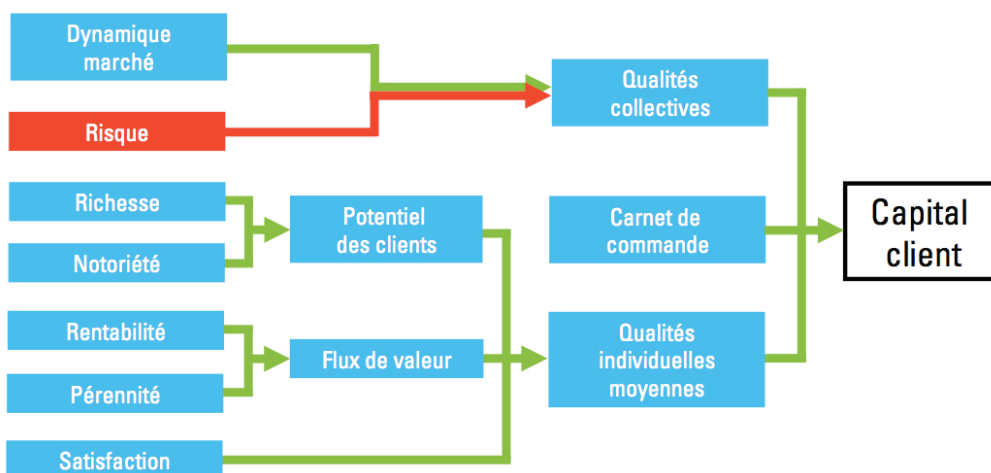 Dynamique
marché
Risque
Richesse
Notoriété
Rentabilité
Pérennité
Satisfaction
Potentiel
des clients
Flux de valeur
Qualités
collectives
Carnet de
commande
Qualités
individuelles
moyennes
Capital
client